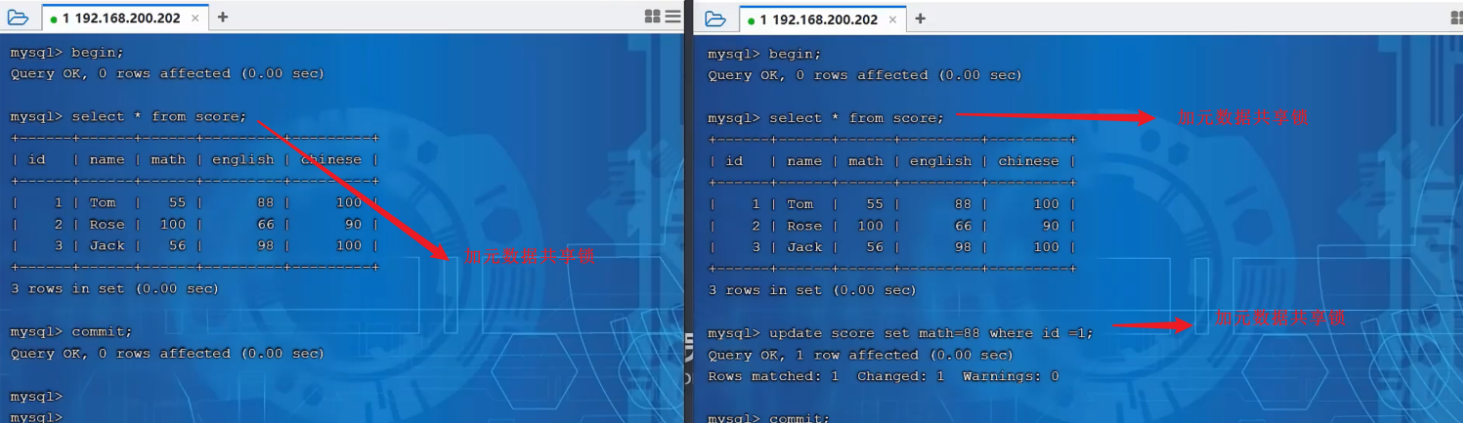 1 192.168.200.202 × +
mysql> begin;
Query OK, 0 rows affected (0.00 sec)
mysql> select * from score;
+------+------+------+---------+---------+
| id | name | math | english | chinese |
+------+------+------+---------+---------+
| 1 | Tom | 55 | 88 | 100
| 2 | Rose | 100 | 66 | 90 |
| 3 | Jack | 56 | 98 | 100 |
+------+------+------+---------+---------+
加元数据共享锁
3 rows in set (0.00 sec)
mysql> commit;
Query OK, 0 rows affected (0.00 sec)
mysql>
mysql>
1 192.168.200.202 × +
mysql> begin;
Query OK, 0 rows affected (0.00 sec)
mysql> select * from score;
加元数据共享锁
+------+------+------+---------+---------+
| id | name | math | english | chinese |
+------+------+------+---------+---------+
| 1 | Tom | 55 | 88 | 100 |
| 2 | Rose | 100 | 66 | 90 |
| 3 | Jack | 56 | 98 | 100 |
+------+------+------+---------+---------+
3 rows in set (0.00 sec)
mysql> update score set math=88 where id =1;
加元数据共享锁
Query OK, 1 row affected (0.00 sec)
Rows matched: 1 Changed: 1 Warnings: 0
mysql> commit;